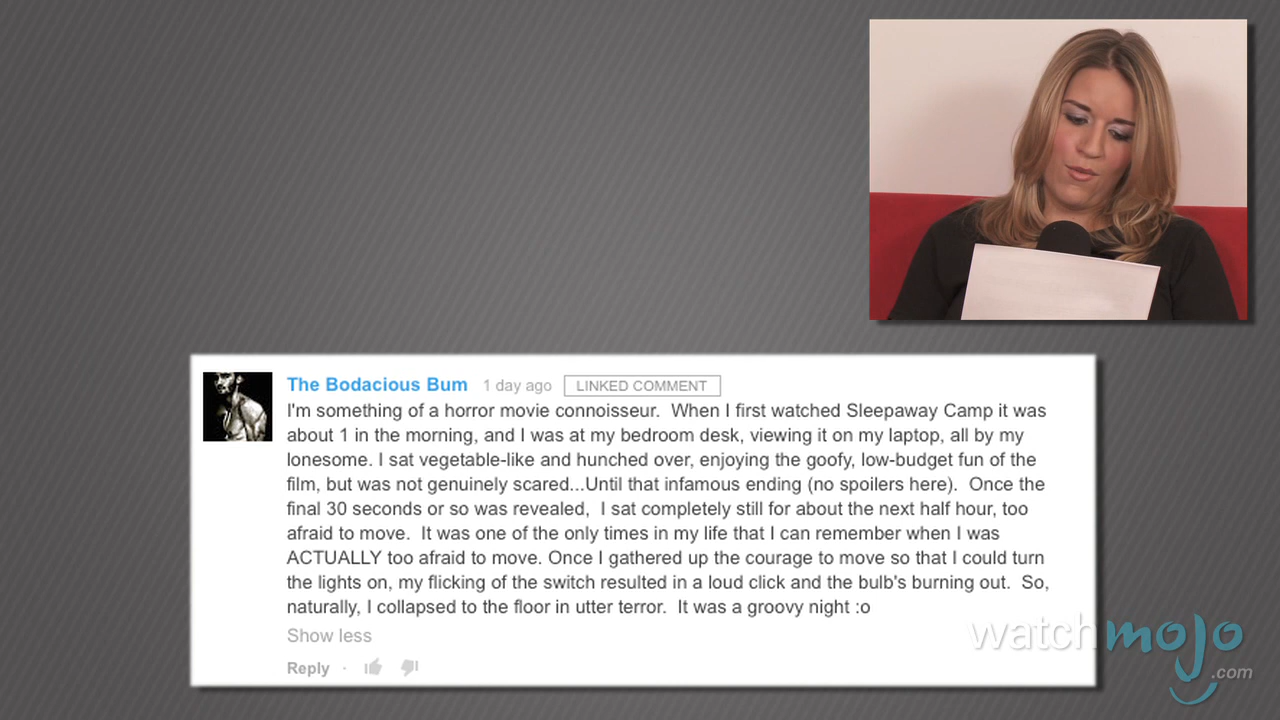 The Bodacious Bum 1 day ago LINKED COMMENT
I'm something of a horror movie connoisseur.  When I first watched Sleepaway Camp it was
about 1 in the morning, and I was at my bedroom desk, viewing it on my laptop, all by my
lonesome. I sat vegetable-like and hunched over, enjoying the goofy, low-budget fun of the
film, but was not genuinely scared...Until that infamous ending (no spoilers here).  Once the
final 30 seconds or so was revealed,  I sat completely still for about the next half hour, too
afraid to move.  It was one of the only times in my life that I can remember when I was
ACTUALLY too afraid to move. Once I gathered up the courage to move so that I could turn
the lights on, my flicking of the switch resulted in a loud click and the bulb's burning out.  So,
naturally, I collapsed to the floor in utter terror.  It was a groovy night :o
Show less
Reply ·
watchmojo
.com